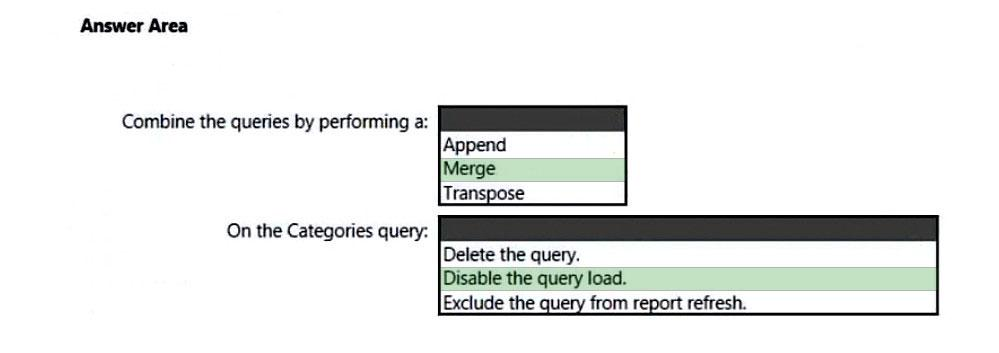 Answer Area
Combine the queries by performing a:
Append
Merge
Transpose
On the Categories query:
Delete the query.
Disable the query load.
Exclude the query from report refresh.